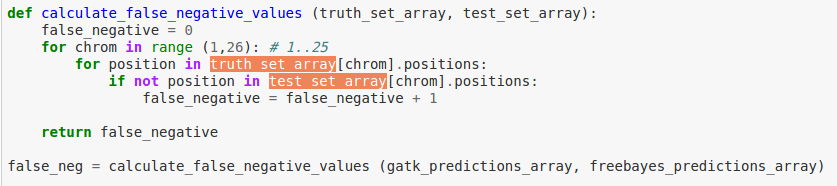 def calculate_false_negative_values (truth_set_array, test_set_array):
    false_negative = 0
    for chrom in range (1,26): # 1..25
        for position in truth_set_array[chrom].positions:
            if not position in test_set_array[chrom].positions:
                false_negative = false_negative + 1
    return false_negative
false_neg = calculate_false_negative_values (gatk_predictions_array, freebayes_predictions_array)